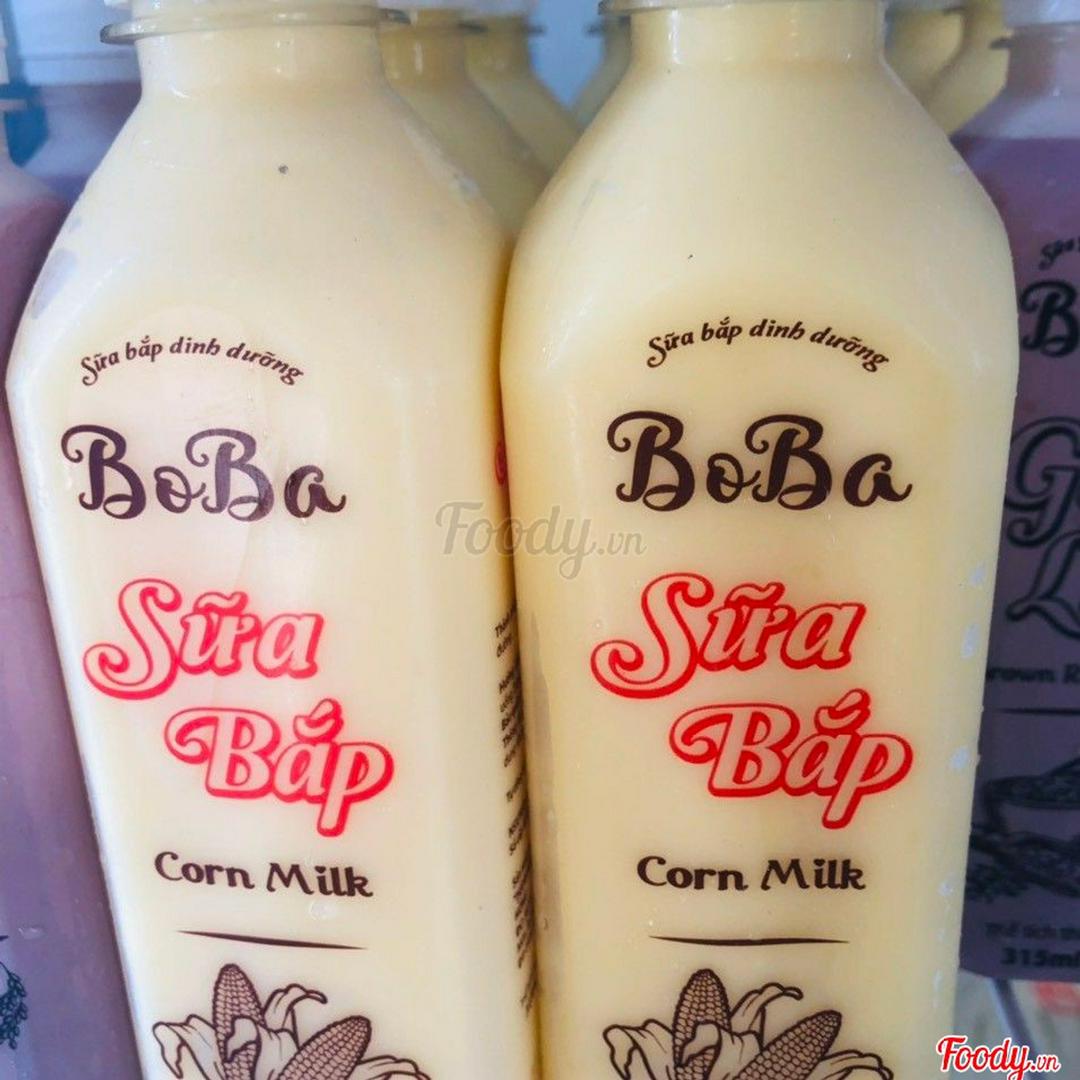 Sữa bắp dinh dưỡng
BoBa
Sữa
Bắp
Corn Milk
Sữa bắp dinh dưỡng
BoBa
Sữa
Bắp
Corn Milk
Foody.vn
315ml
Foody.vn